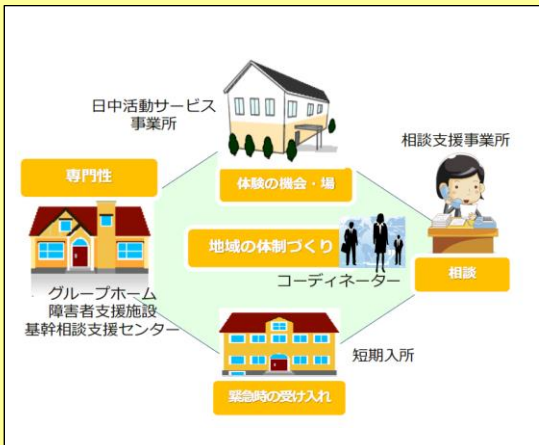 日中活動サービス
事業所
相談支援事業所
専門性
体験の機会・場
地域の体制づくり
コーディネーター
相談
グループホーム
障害者支援施設
基幹相談支援センター
短期入所
緊急時の受け入れ